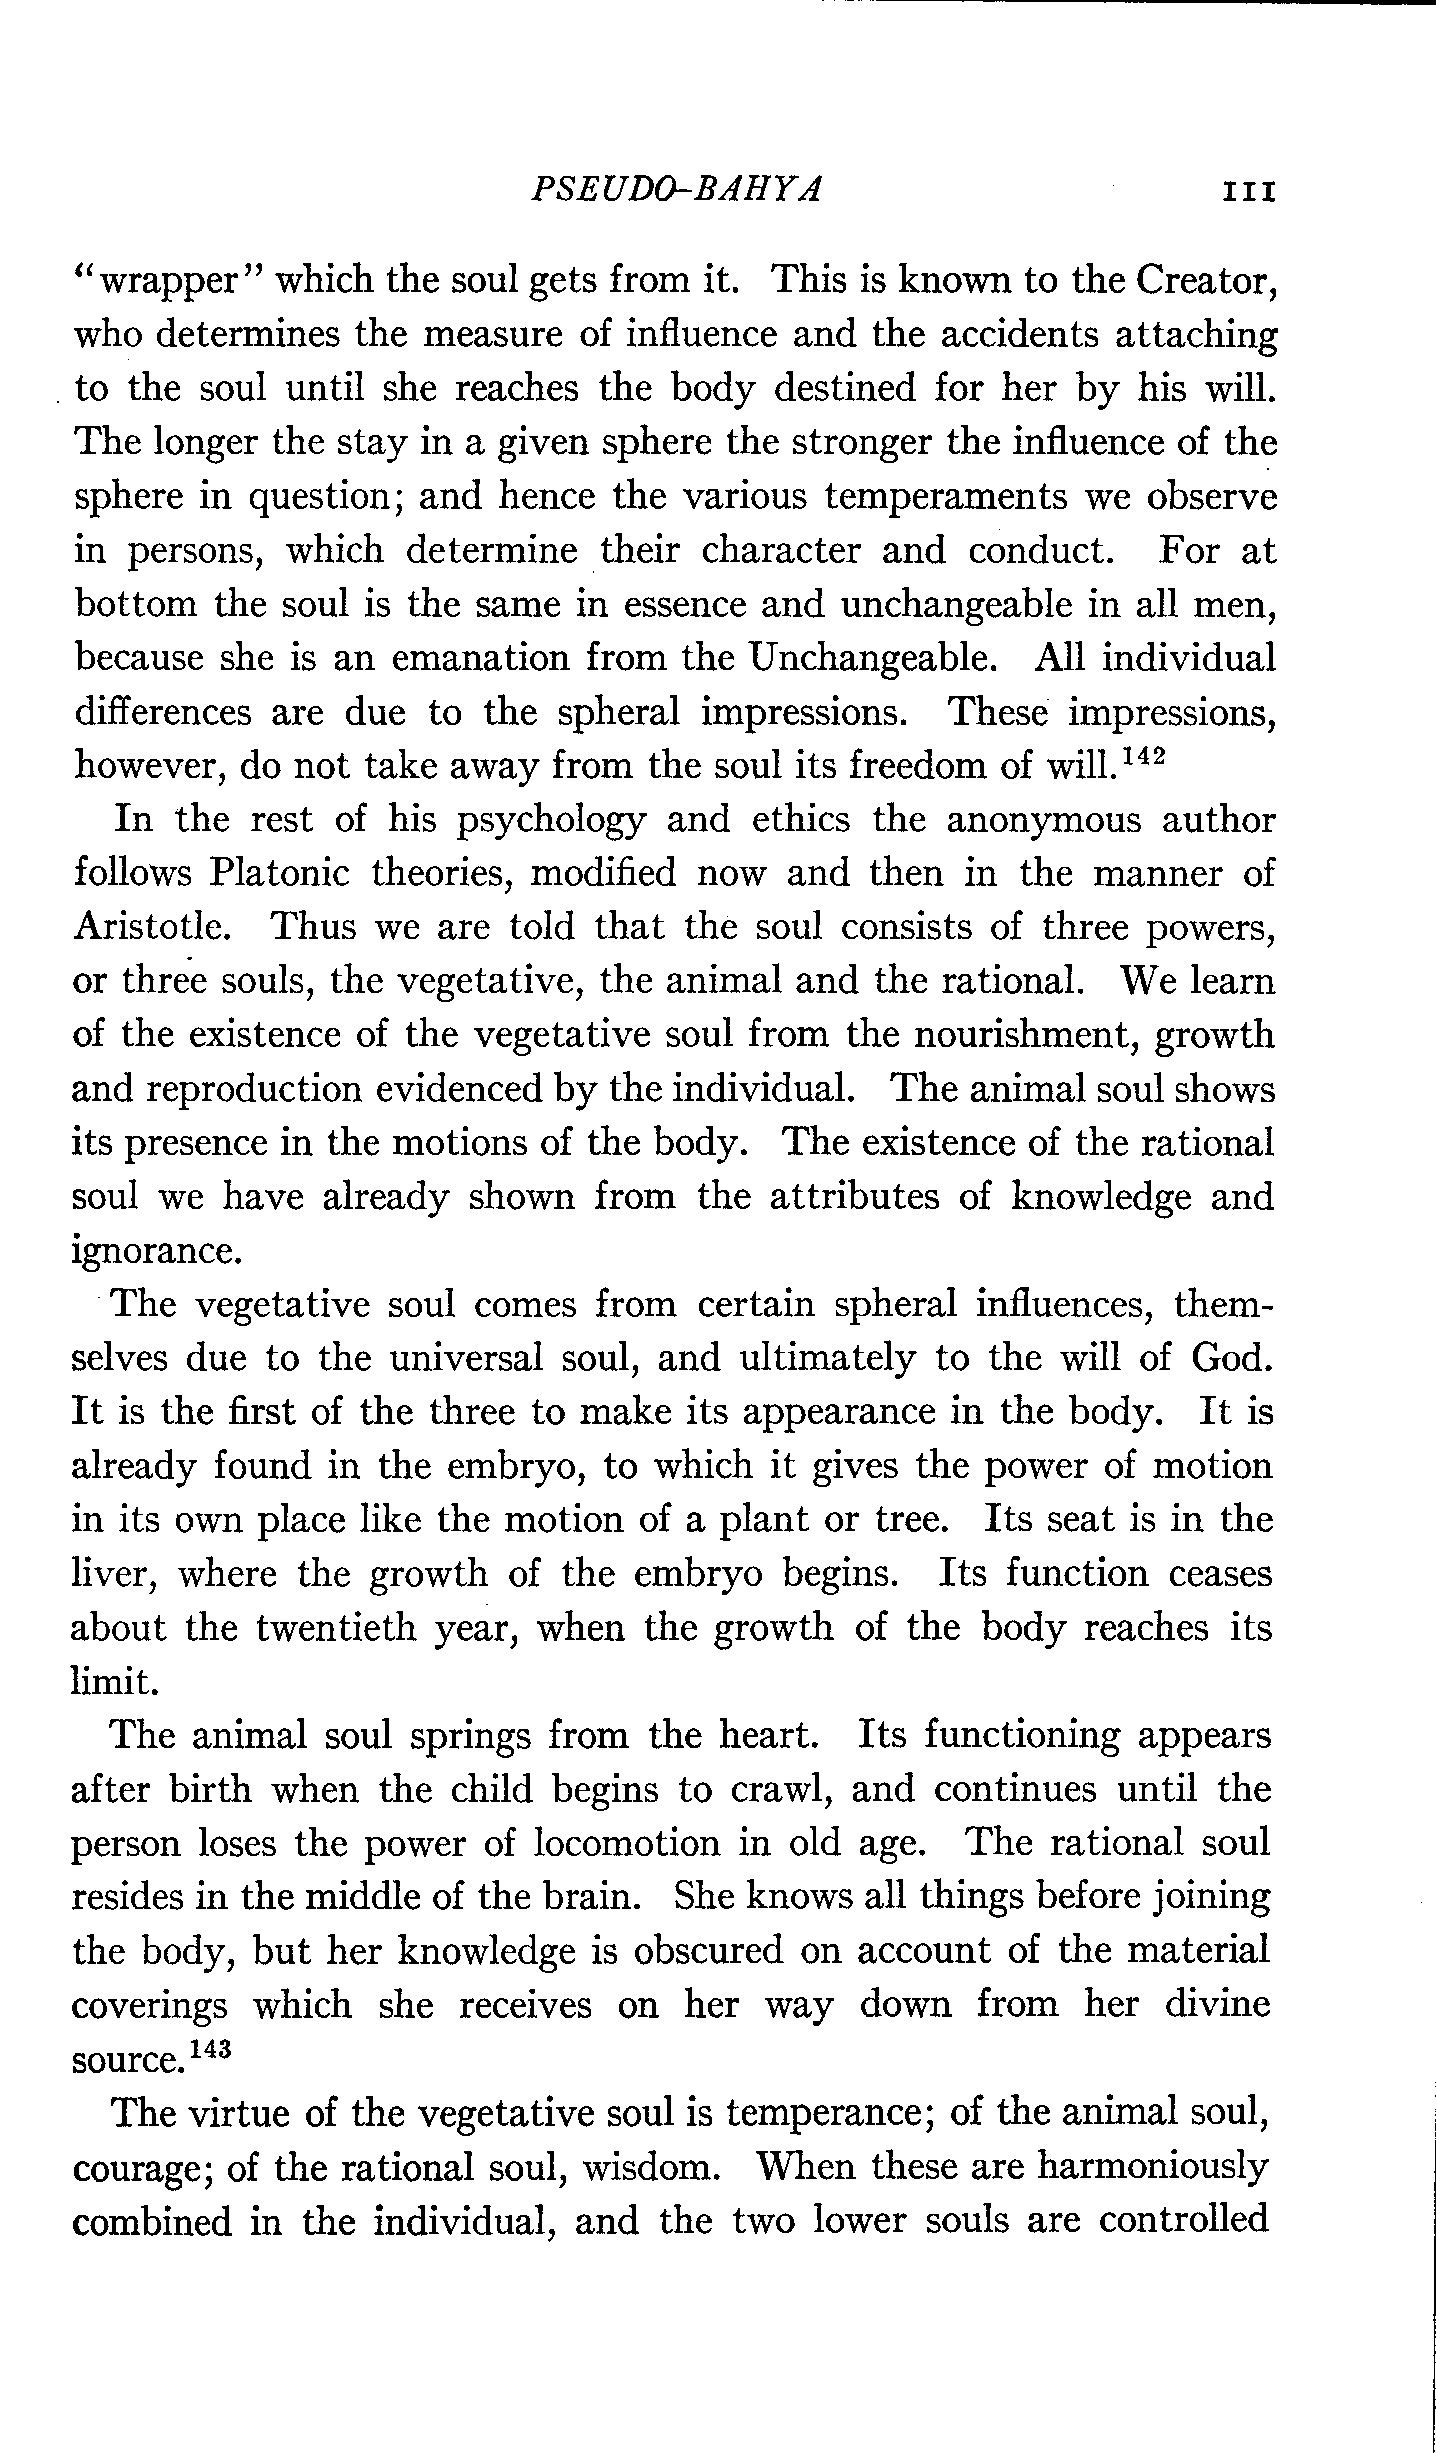 PSEUDO-BAHYA 111
"wrapper" which the soul gets from it. This is known to the Creator,
who determines the measure of influence and the accidents attaching
to the soul until she reaches the body destined for her by his will.
The longer the stay in a given sphere the stronger the influence of the
sphere in question; and hence the various temperaments we observe
in persons, which determine their character and conduct. For at
bottom the soul is the same in essence and unchangeable in all men,
because she is an emanation from the Unchangeable. All individual
differences are due to the spheral impressions. These impressions,
however, do not take away from the soul its freedom of will.¹⁴²
In the rest of his psychology and ethics the anonymous author
follows Platonic theories, modified now and then in the manner of
Aristotle. Thus we are told that the soul consists of three powers,
or three souls, the vegetative, the animal and the rational. We learn
of the existence of the vegetative soul from the nourishment, growth
and reproduction evidenced by the individual. The animal soul shows
its presence in the motions of the body. The existence of the rational
soul we have already shown from the attributes of knowledge and
ignorance.
The vegetative soul comes from certain spheral influences, them-
selves due to the universal soul, and ultimately to the will of God.
It is the first of the three to make its appearance in the body. It is
already found in the embryo, to which it gives the power of motion
in its own place like the motion of a plant or tree. Its seat is in the
liver, where the growth of the embryo begins. Its function ceases
about the twentieth year, when the growth of the body reaches its
limit.
The animal soul springs from the heart. Its functioning appears
after birth when the child begins to crawl, and continues until the
person loses the power of locomotion in old age. The rational soul
resides in the middle of the brain. She knows all things before joining
the body, but her knowledge is obscured on account of the material
coverings which she receives on her way down from her divine
source.¹⁴³
The virtue of the vegetative soul is temperance; of the animal soul,
courage; of the rational soul, wisdom. When these are harmoniously
combined in the individual, and the two lower souls are controlled